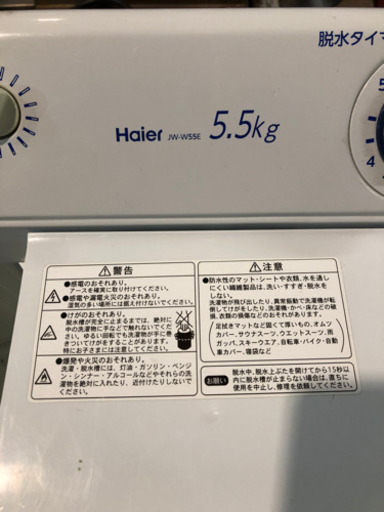 脱水タイマ
5
4
Haier JW-W55E 5.5kg
⚠警告
●感電のおそれあり。
アースを確実に取り付けてください。
●感電や漏電火災のおそれあり。
湿気の多い場所には据え付けないでください。
●けがのおそれあり。
脱水槽が完全に止まるまでは、回転
中の洗濯物に手などで触れないでくだ
さい。ゆるい回転でも洗濯物が手に巻
きついてけがをすることがあります。
特にお子さまには注意してください。
●爆発や火災のおそれあり。
洗濯・脱水槽には、灯油・ガソリン・ベンジ
ン・シンナー・アルコールなどやそれらの洗
濯物を絶対に入れたり、近付けたりしないで
ください。
⚠注意
●防水性のマット・シートや衣類、水を通し
にくい繊維製品は、洗い・すすぎ・脱水を
しない。
洗濯物が飛び出したり、異常振動で洗濯機が転
倒してけがをしたり、洗濯機・かべ・床などの破
損、衣類の損傷などのおそれがあります。
足拭きマットなど固くて厚いもの、オムツ
カバー、サウナスーツ、ウエットスーツ、雨
ガッパ、スキーウエア、自転車・バイク・自動
車カバー、寝袋など
お願い 脱水中、脱水上ぶたを開けてから15秒以
内に脱水槽が止まらない場合は、直ちに
使用を中止し、修理を依頼してください。